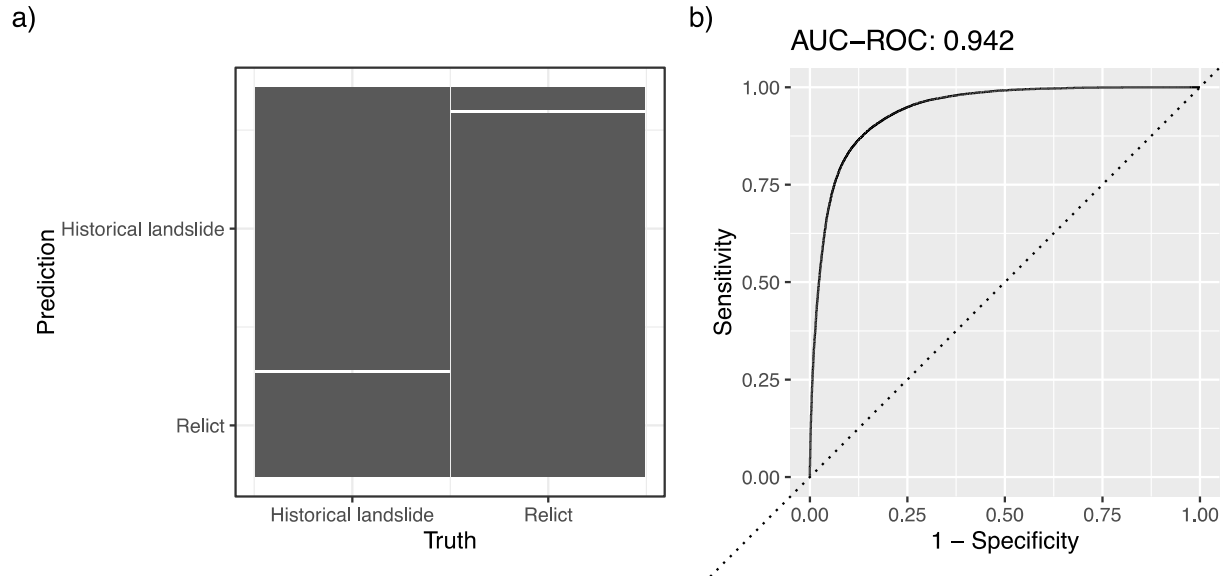 a)
Prediction
Historical landslide
Relict
Historical landslide
Relict
Truth
b)
AUC−ROC: 0.942
Sensitivity
1.00
0.75
0.50
0.25
0.00
0.00
0.25
0.50
0.75
1.00
1 − Specificity